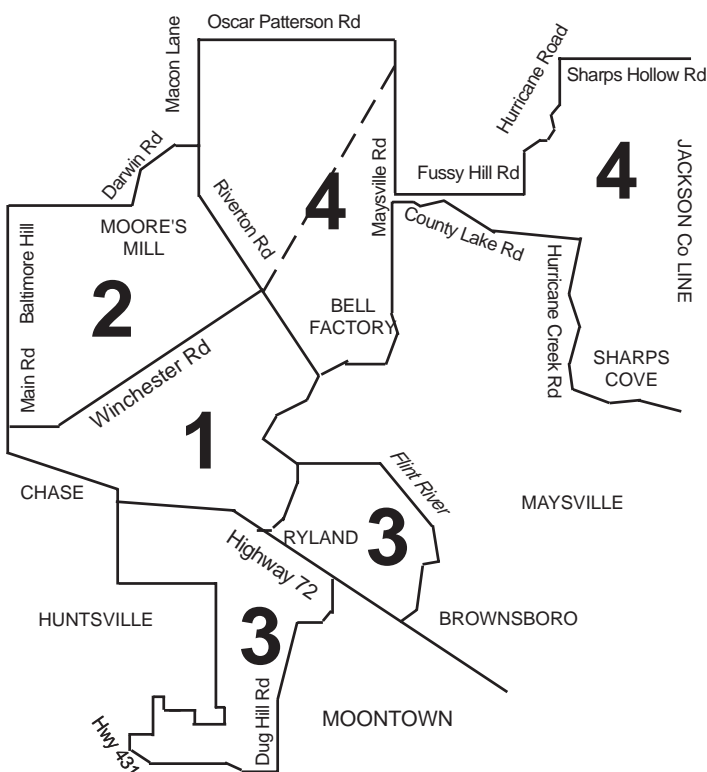 Oscar Patterson Rd
Macon Lane
Hurricane Road
Sharps Hollow Rd
Darwin Rd
Maysville Rd
Fussy Hill Rd
4
JACKSON Co LINE
Riverton Rd
4
MOORE'S
MILL
County Lake Rd
Baltimore Hill
2
BELL
FACTORY
Hurricane Creek Rd
Main Rd
Winchester Rd
SHARPS
COVE
1
CHASE
Flint River
MAYSVILLE
RYLAND
3
Highway 72
HUNTSVILLE
3
BROWNSBORO
Dug Hill Rd
MOONTOWN
Hwy 431